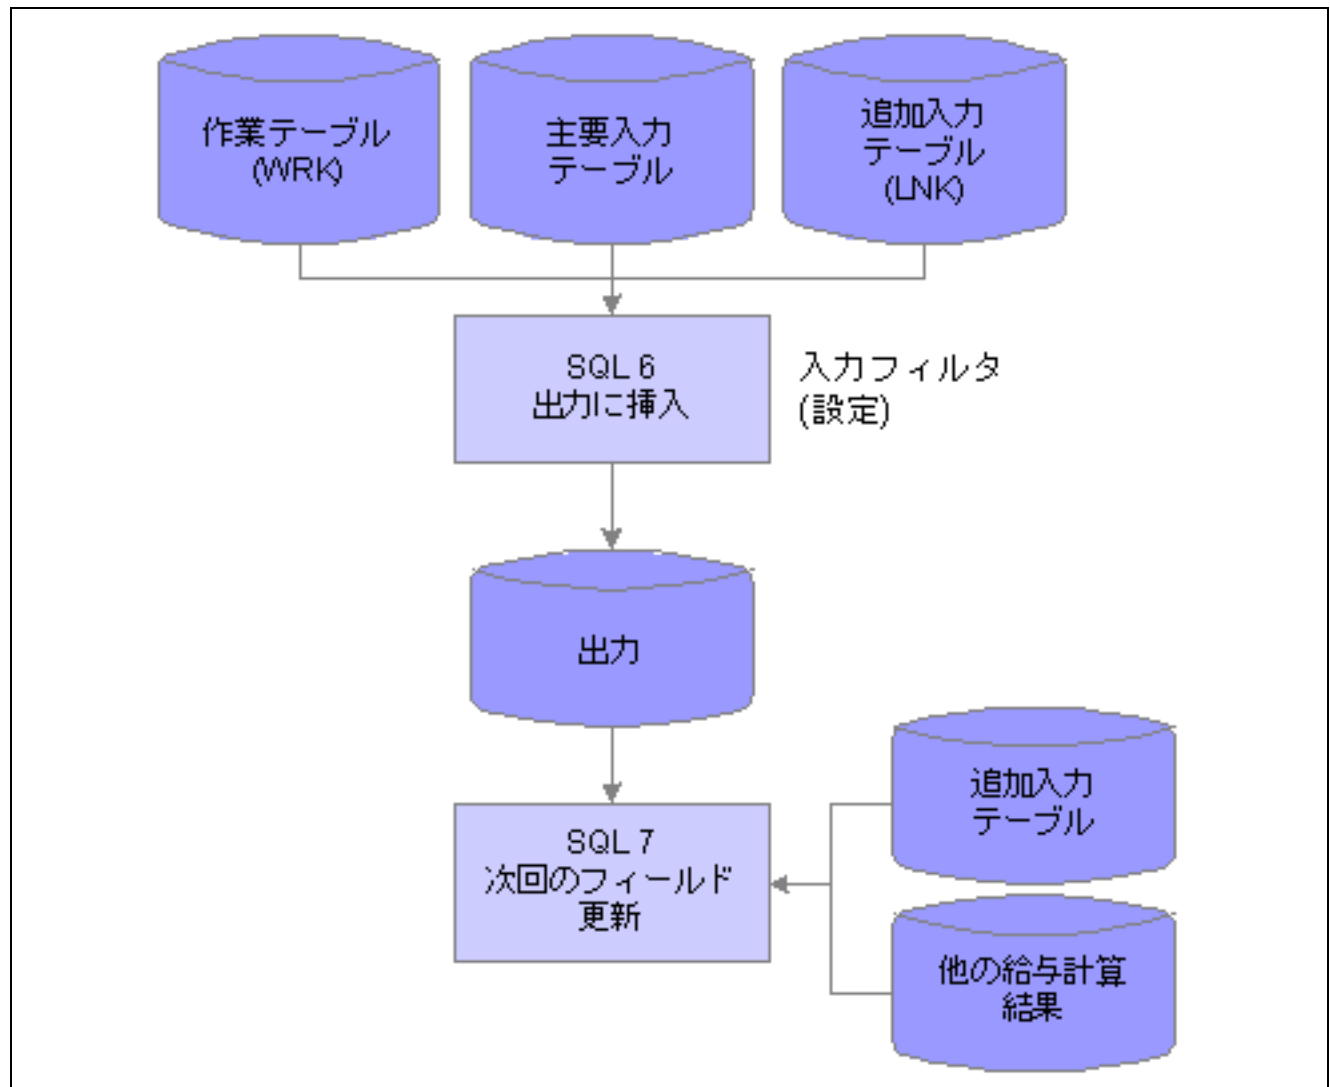 作業テーブル
(WRK)
主要入力
テーブル
追加入力
テーブル
(LNK)
SQL 6
出力に挿入
入力フィルタ
(設定)
出力
SQL 7
次回のフィールド
更新
追加入力
テーブル
他の給与計算
結果